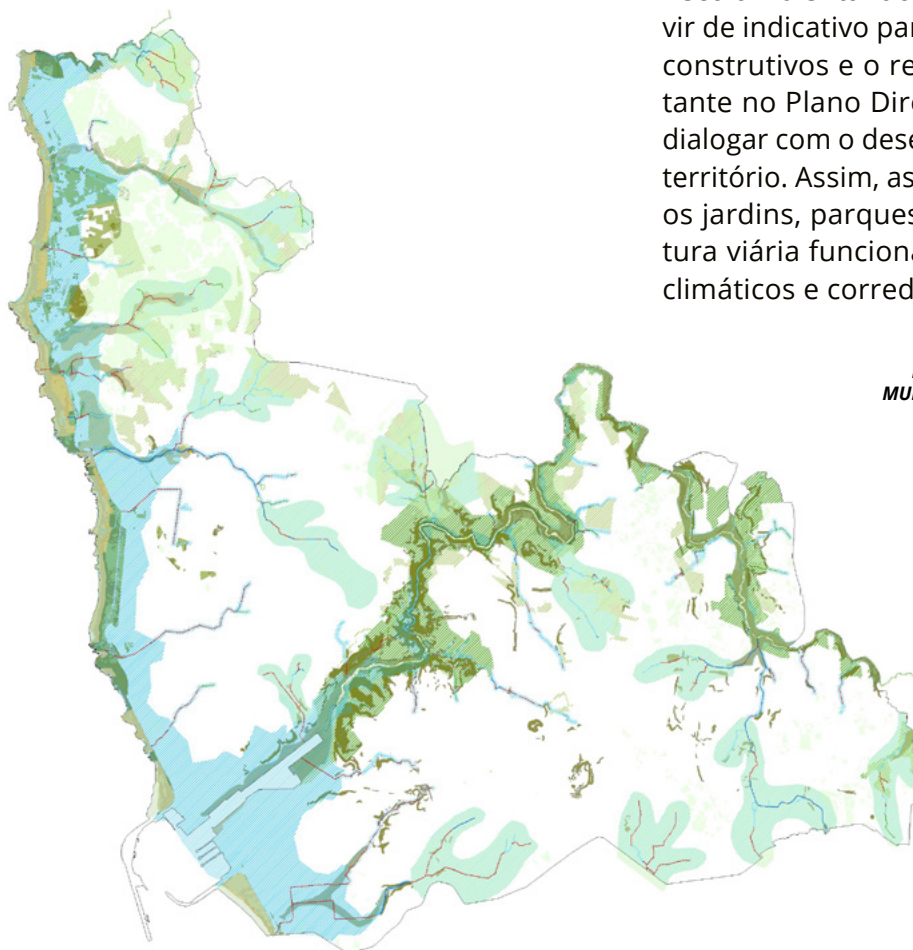 vir de indicativo par
construtivos e o re
tante no Plano Dire
dialogar com o dese
território. Assim, as
os jardins, parques
tura viária funciona
climáticos e corred
MU